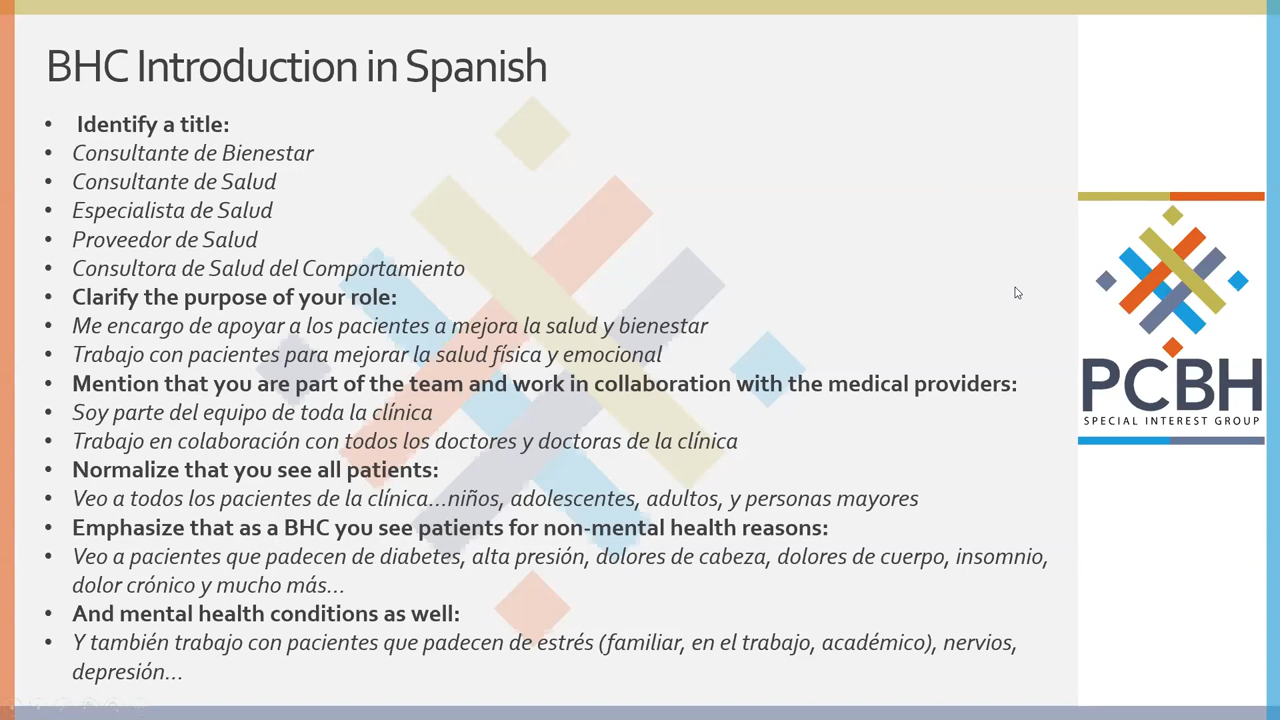 BHC Introduction in Spanish
• Identify a title:
• Consultante de Bienestar
• Consultante de Salud
• Especialista de Salud
• Proveedor de Salud
• Consultora de Salud del Comportamiento
• Clarify the purpose of your role:
• Me encargo de apoyar a los pacientes a mejora la salud y bienestar
• Trabajo con pacientes para mejorar la salud física y emocional
• Mention that you are part of the team and work in collaboration with the medical providers:
• Soy parte del equipo de toda la clínica
• Trabajo en colaboración con todos los doctores y doctoras de la clínica
• Normalize that you see all patients:
• Veo a todos los pacientes de la clínica...niños, adolescentes, adultos, y personas mayores
• Emphasize that as a BHC you see patients for non-mental health reasons:
• Veo a pacientes que padecen de diabetes, alta presión, dolores de cabeza, dolores de cuerpo, insomnio,
dolor crónico y mucho más...
• And mental health conditions as well:
• Y también trabajo con pacientes que padecen de estrés (familiar, en el trabajo, académico), nervios,
depresión...
PCBH
SPECIAL INTEREST GROUP